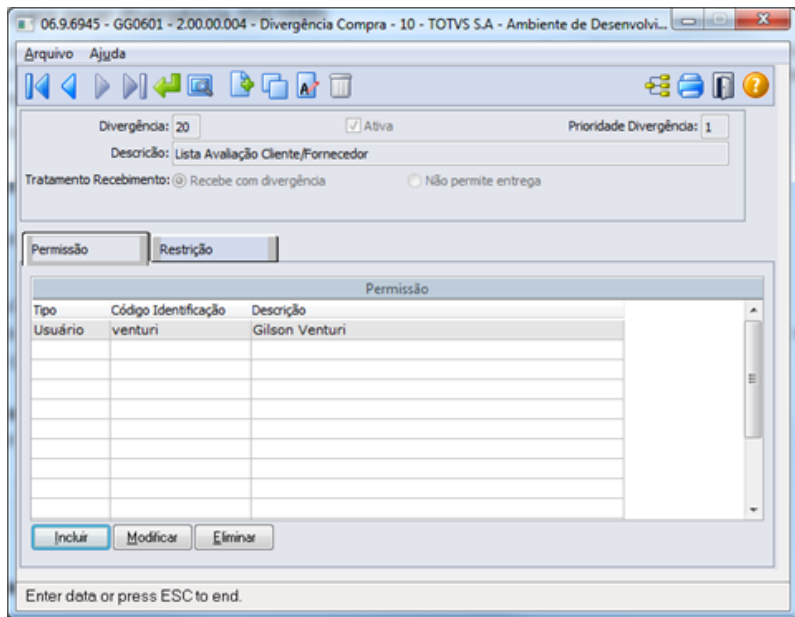 06.9.6945 - GG0601 - 2.00.00.004 - Divergência Compra - 10 - TOTVS S.A - Ambiente de Desenvolvi...
Arquivo Ajuda
Divergência: 20 Ativa Prioridade Divergência: 1
Descricão: Lista Avaliação Cliente/Fornecedor
Tratamento Recebimento: Recebe com divergência Não permite entrega
Permissão Restrição
Permissão
Tipo Código Identificação Descrição
Usuário venturi Gilson Venturi
Incluir Modificar Eliminar
Enter data or press ESC to end.